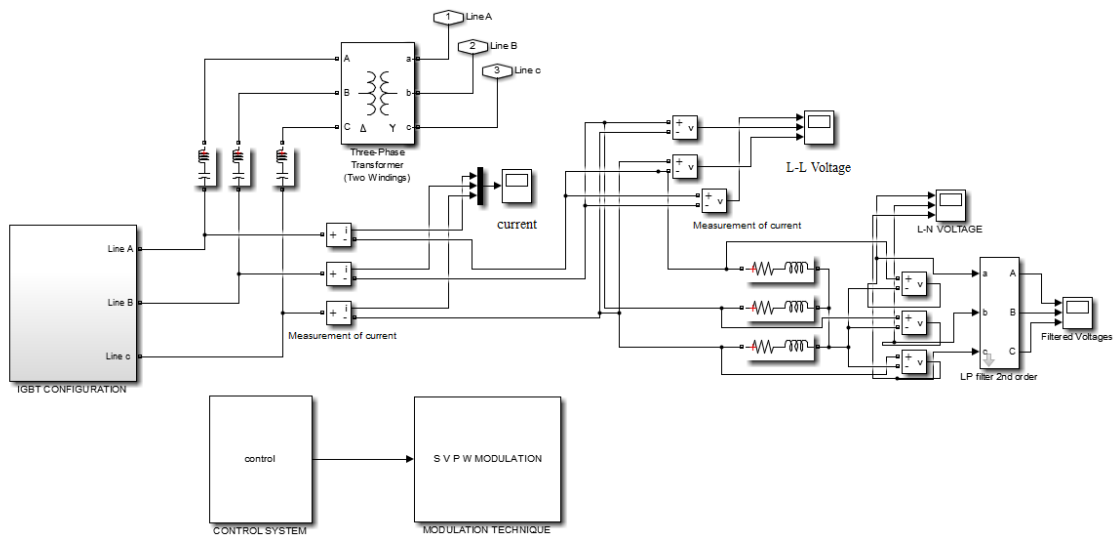 1
Line A
2
Line B
3
Line c
A
B
C
a
b
c
Δ
Y
Three-Phase
Transformer
(Two Windings)
+
-
v
+
-
v
+
-
v
L-L Voltage
Measurement of current
current
Line A
Line B
Line c
IGBT CONFIGURATION
+
i
-
+
i
-
+
i
-
Measurement of current
L-N VOLTAGE
+
-
v
+
-
v
+
-
v
a
b
c
A
B
C
LP filter 2nd order
Filtered Voltages
control
CONTROL SYSTEM
S V P W MODULATION
MODULATION TECHNIQUE